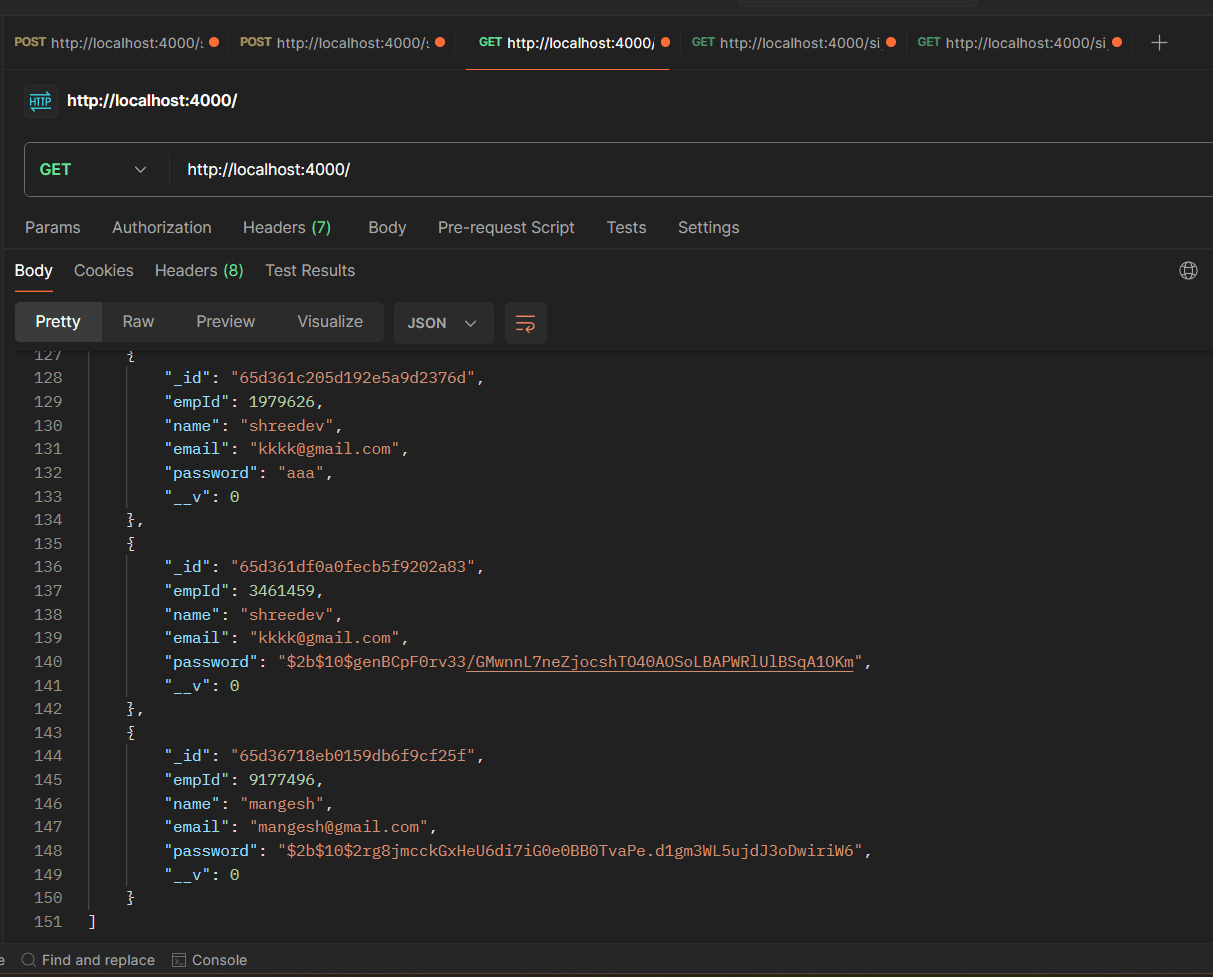 POST http://localhost:4000/s POST http://localhost:4000/s GET http://localhost:4000/ GET http://localhost:4000/si GET http://localhost:4000/si
HTTP http://localhost:4000/
GET http://localhost:4000/
Params Authorization Headers (7) Body Pre-request Script Tests Settings
Body Cookies Headers (8) Test Results
Pretty Raw Preview Visualize JSON
127 {
128 "_id": "65d361c205d192e5a9d2376d",
129 "empId": 1979626,
130 "name": "shreedev",
131 "email": "kkkk@gmail.com",
132 "password": "aaa",
133 "__v": 0
134 },
135 {
136 "_id": "65d361df0a0fecb5f9202a83",
137 "empId": 3461459,
138 "name": "shreedev",
139 "email": "kkkk@gmail.com",
140 "password": "$2b$10$genBCpF0rv33/GMwnnL7neZjocshTO40AOSoLBAPWRlUlBSqA1OKm",
141 "__v": 0
142 },
143 {
144 "_id": "65d36718eb0159db6f9cf25f",
145 "empId": 9177496,
146 "name": "mangesh",
147 "email": "mangesh@gmail.com",
148 "password": "$2b$10$2rg8jmcckGxHeU6di7iG0e0BB0TvaPe.d1gm3WL5ujdJ3oDwiriW6",
149 "__v": 0
150 }
151 ]
e Find and replace Console